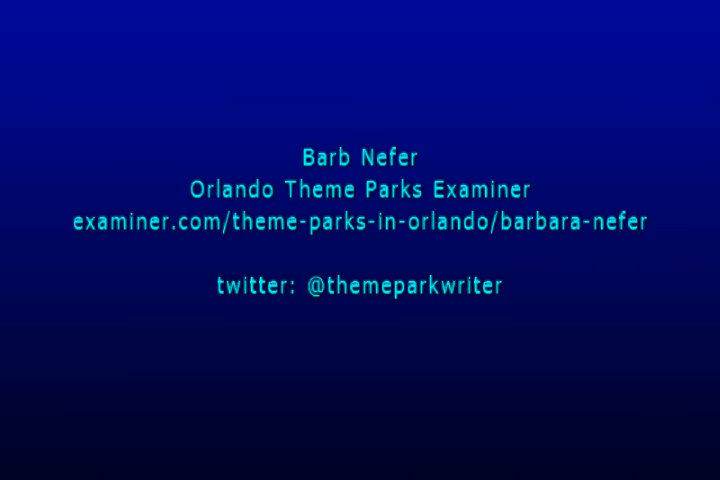 Barb Nefer
Orlando Theme Parks Examiner
examiner.com/theme-parks-in-orlando/barbara-nefer
twitter: @themeparkwriter